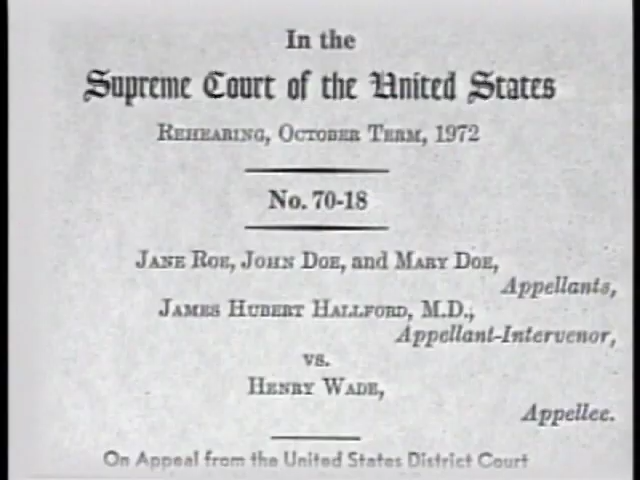 In the
Supreme Court of the United States
REHEARING, OCTOBER TERM, 1972
No. 70-18
JANE ROE, JOHN DOE, and MARY DOE,
Appellants,
JAMES HUBERT HALLFORD, M.D.,
Appellant-Intervenor,
vs.
HENRY WADE,
Appellee.
On Appeal from the United States District Court